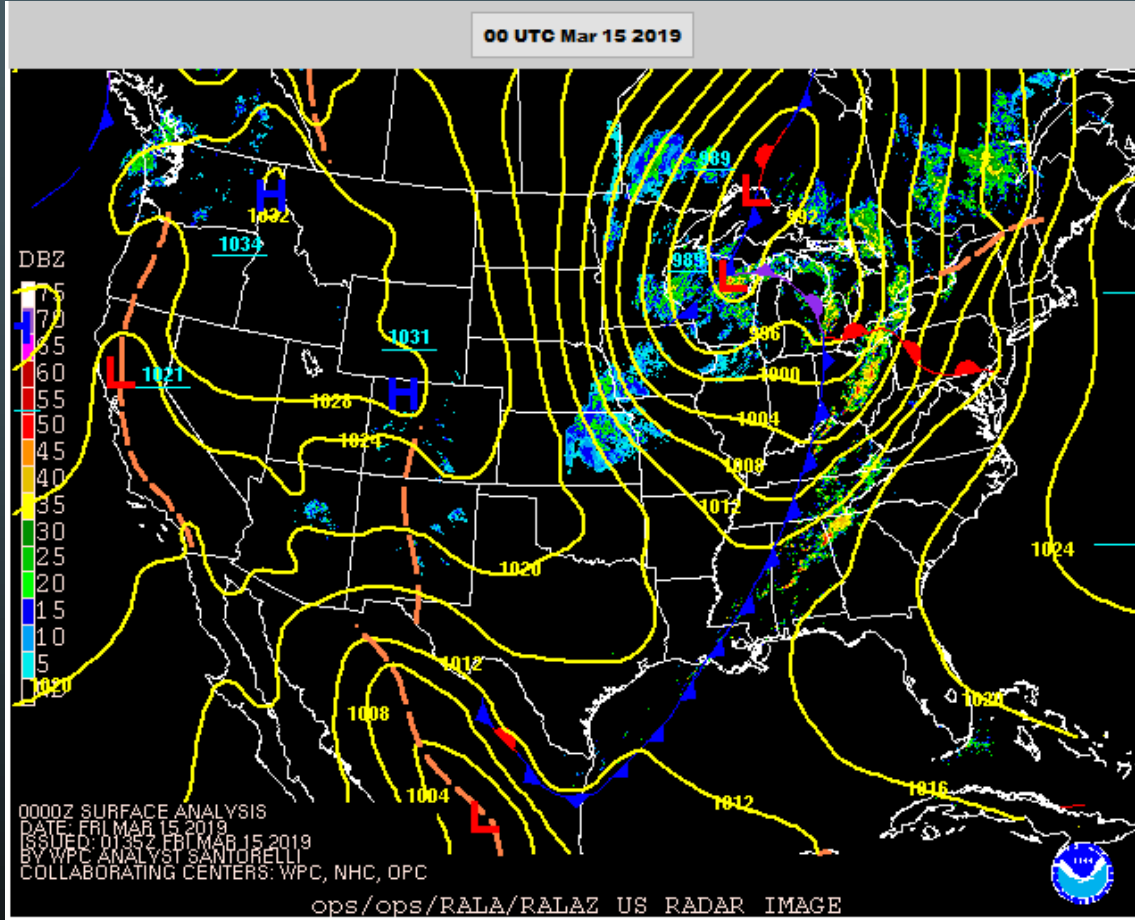 00 UTC Mar 15 2019
989
H
L
1032
992
1034
DBZ
989
L
75
70
1031
996
65
L
1021
1000
60
H
55
1028
1004
50
1024
45
1008
40
1012
35
1024
30
1020
25
20
15
10
1012
5
1020
1020
1008
1016
1004
1012
L
0000Z SURFACE ANALYSIS
DATE: FRI MAR 15 2019
ISSUED: 0135Z FRI MAR 15 2019
BY WPC ANALYST SANTORELLI
COLLABORATING CENTERS: WPC, NHC, OPC
ops/ops/RALA/RALAZ US RADAR IMAGE